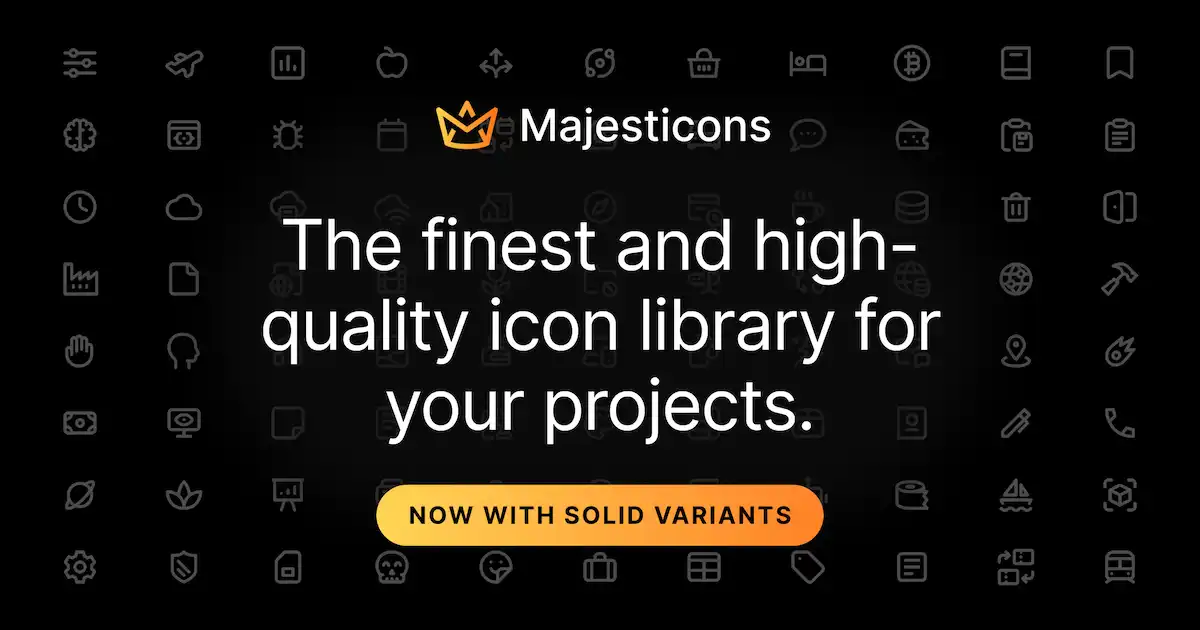 Majesticons
The finest and high-
quality icon library for
your projects.
NOW WITH SOLID VARIANTS